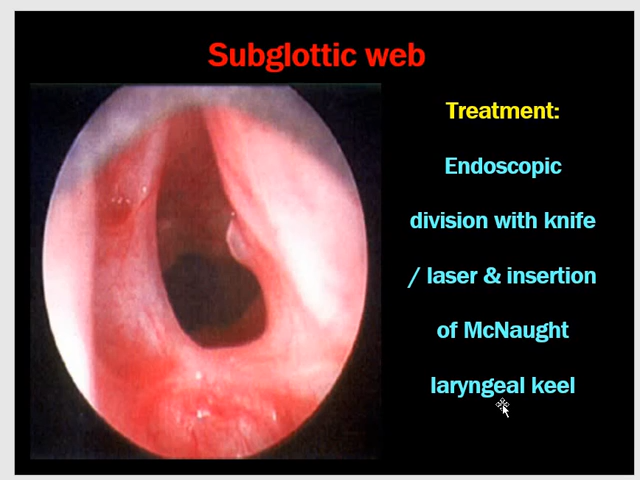 Subglottic web
Treatment:
Endoscopic
division with knife
/ laser & insertion
of McNaught
laryngeal keel